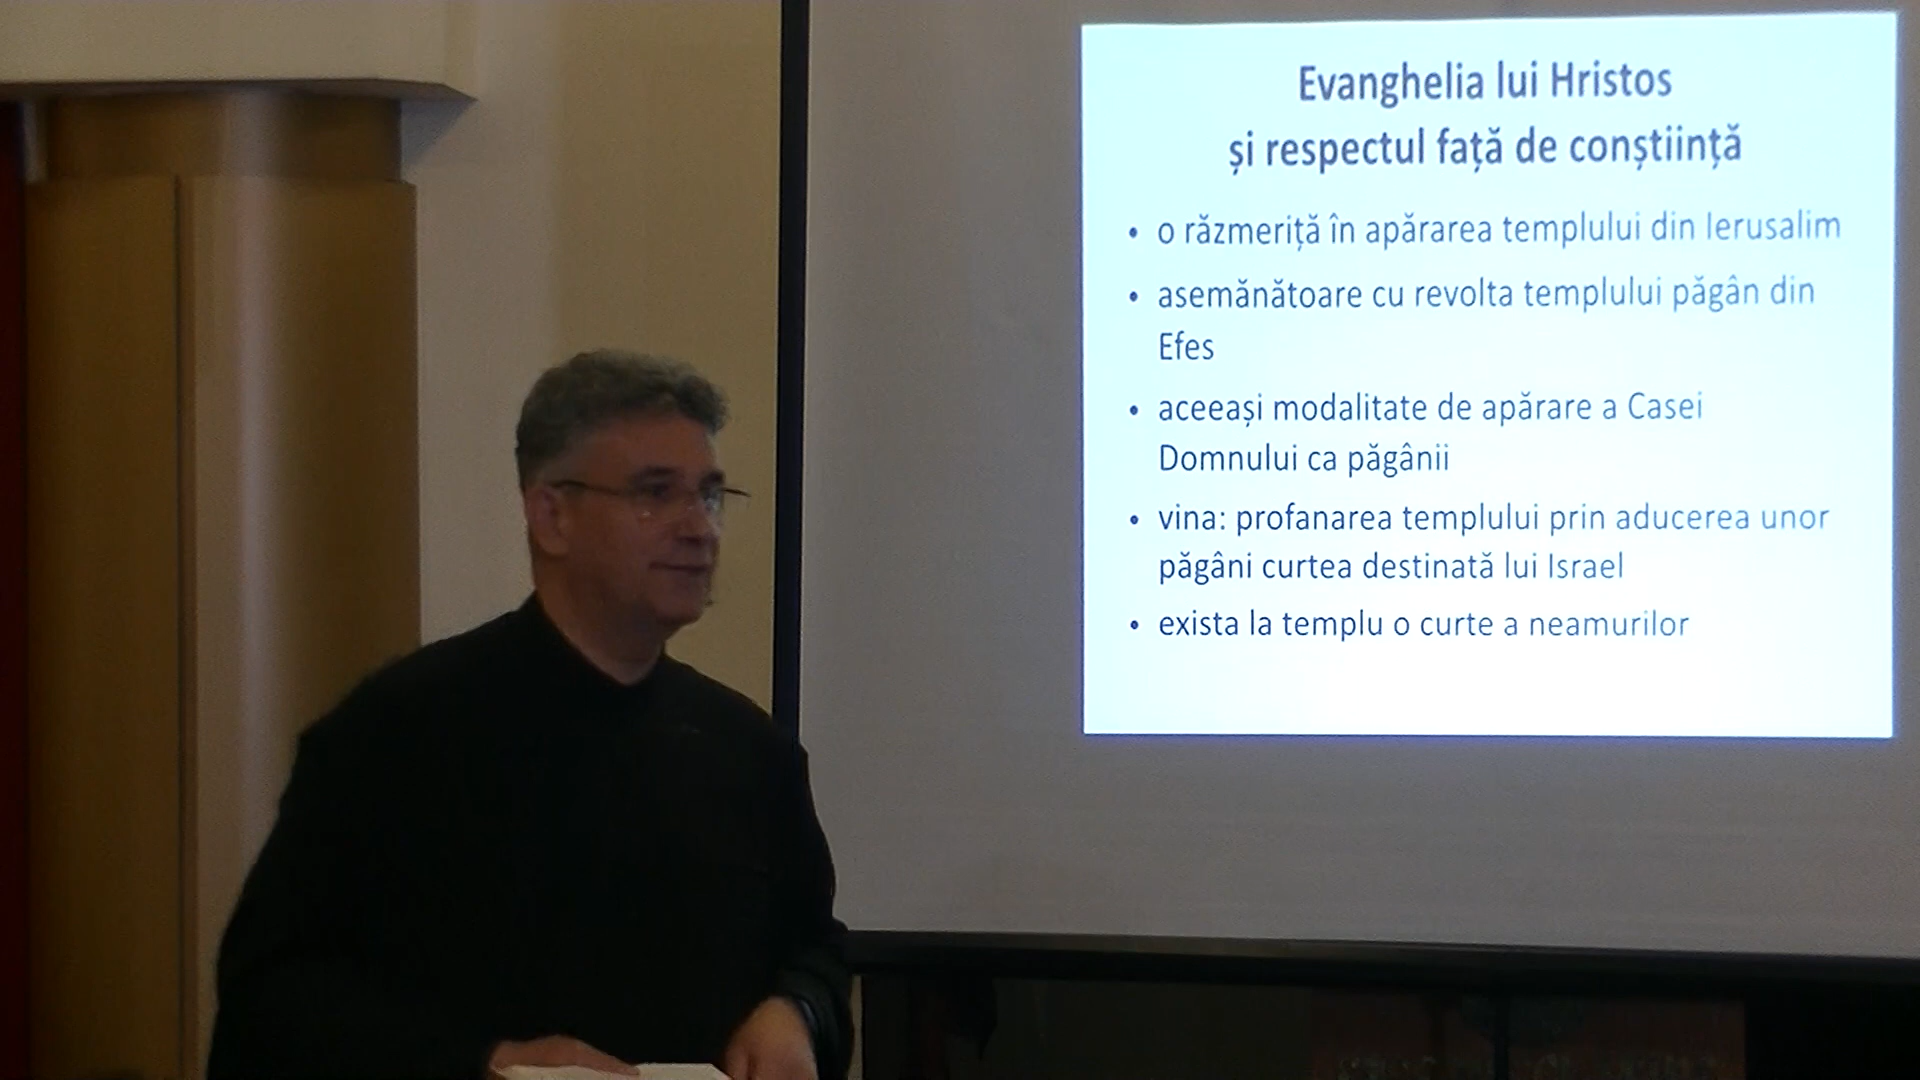 Evanghelia lui Hristos
și respectul față de conștiință
• o răzmeriță în apărarea templului din Ierusalim
• asemănătoare cu revolta templului păgân din
Efes
• aceeași modalitate de apărare a Casei
Domnului ca păgânii
• vina: profanarea templului prin aducerea unor
păgâni curtea destinată lui Israel
• exista la templu o curte a neamurilor